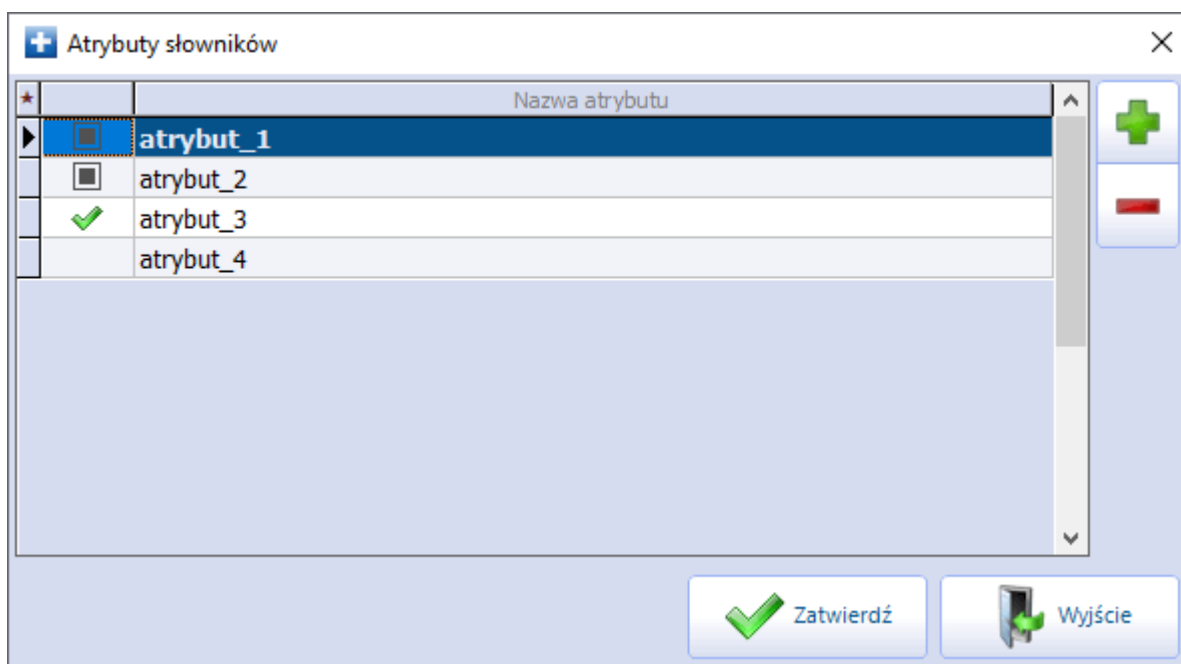 Atrybuty słowników
Nazwa atrybutu
atrybut_1
atrybut_2
atrybut_3
atrybut_4
Zatwierdź
Wyjście